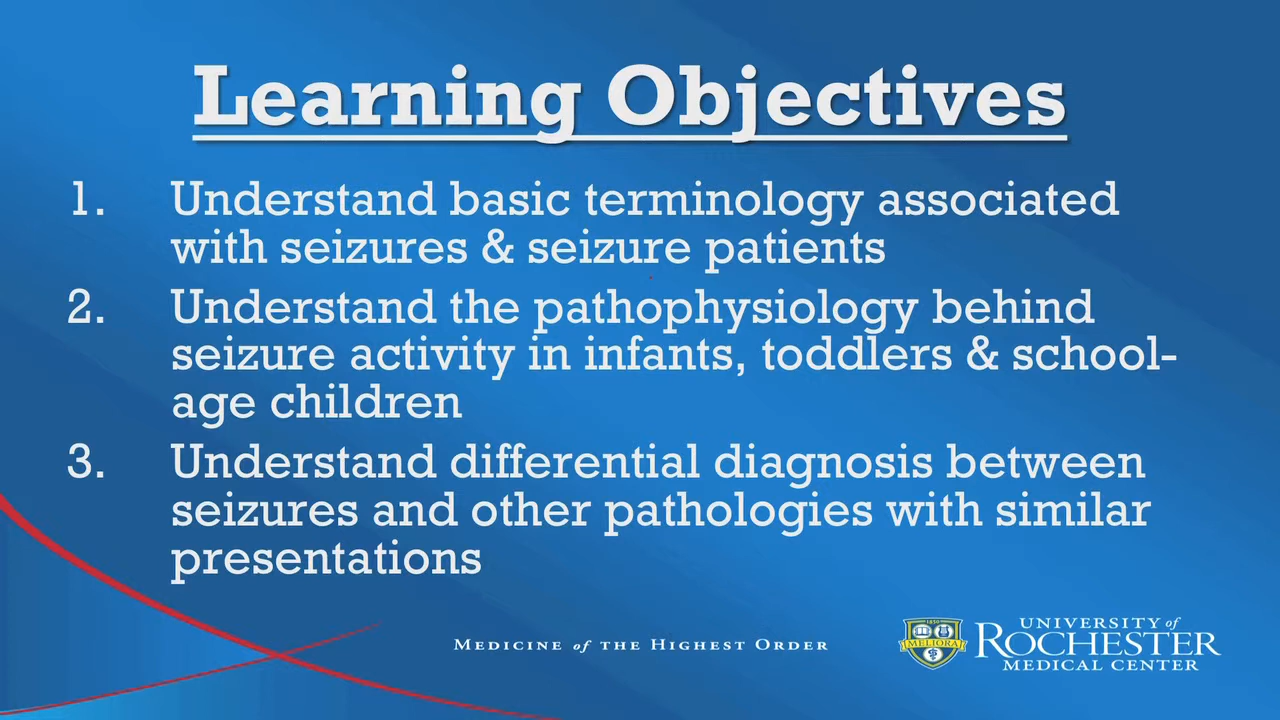 Learning Objectives
1. Understand basic terminology associated
with seizures & seizure patients
2. Understand the pathophysiology behind
seizure activity in infants, toddlers & school-
age children
3. Understand differential diagnosis between
seizures and other pathologies with similar
presentations
MEDICINE of THE HIGHEST ORDER
1850
MELIORA
UNIVERSITY of
ROCHESTER
MEDICAL CENTER